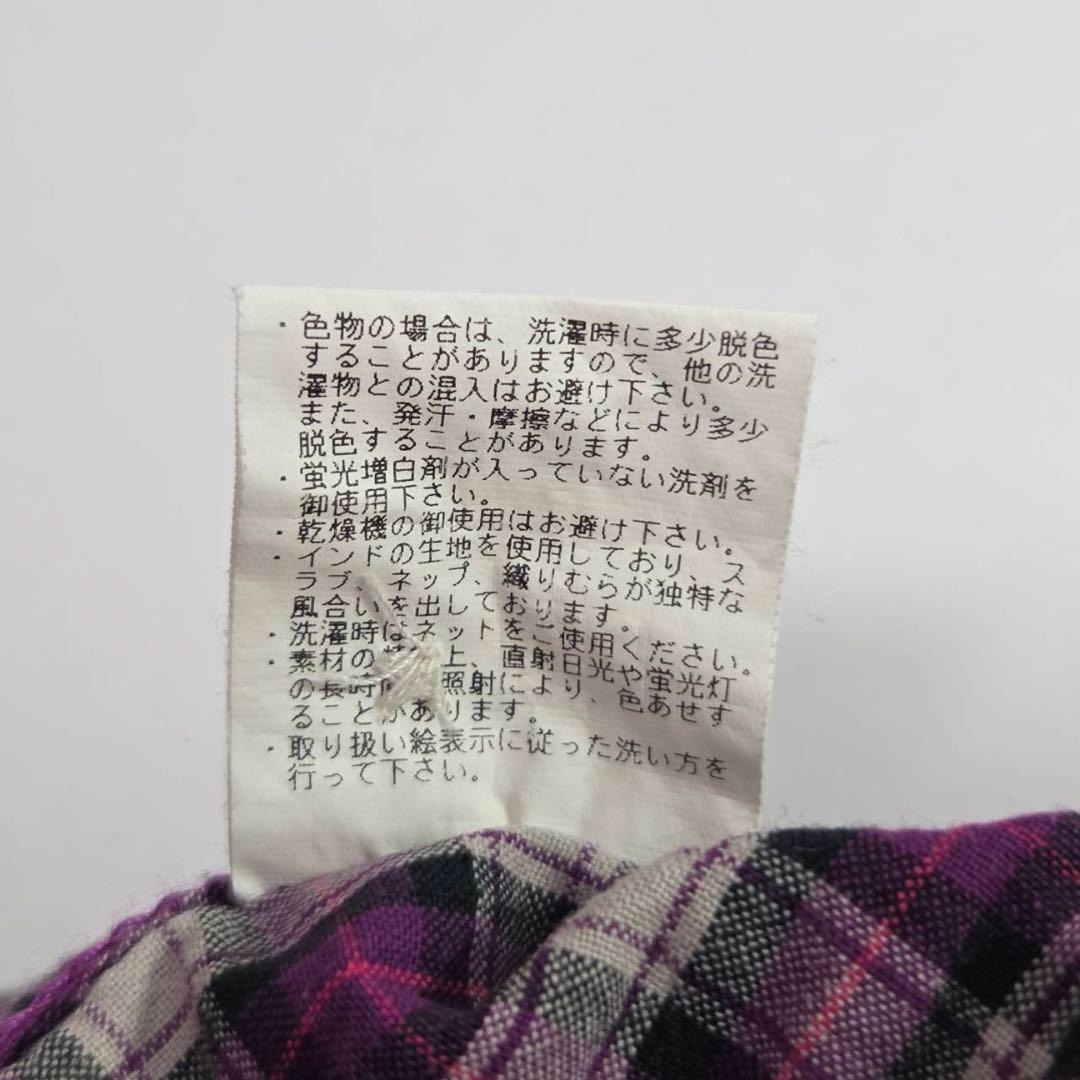 ・色物の場合は、洗濯時に多少脱色
することがありますので、他の洗
濯物との混入はお避け下さい。
また、発汗・摩擦などにより多少
脱色することがあります。
・蛍光増白剤が入っていない洗剤を
御使用下さい。
・乾燥機の御使用はお避け下さい。
・インドの生地を使用しており、ス
ラブ、ネップ、織りむらが独特な
風合いを出しております。
・洗濯時はネットをご使用ください。
・素材の 上、直射日光や蛍光灯
の長時 照射により、色あせす
ることがあります。
・取り扱い絵表示に従った洗い方を
行って下さい。